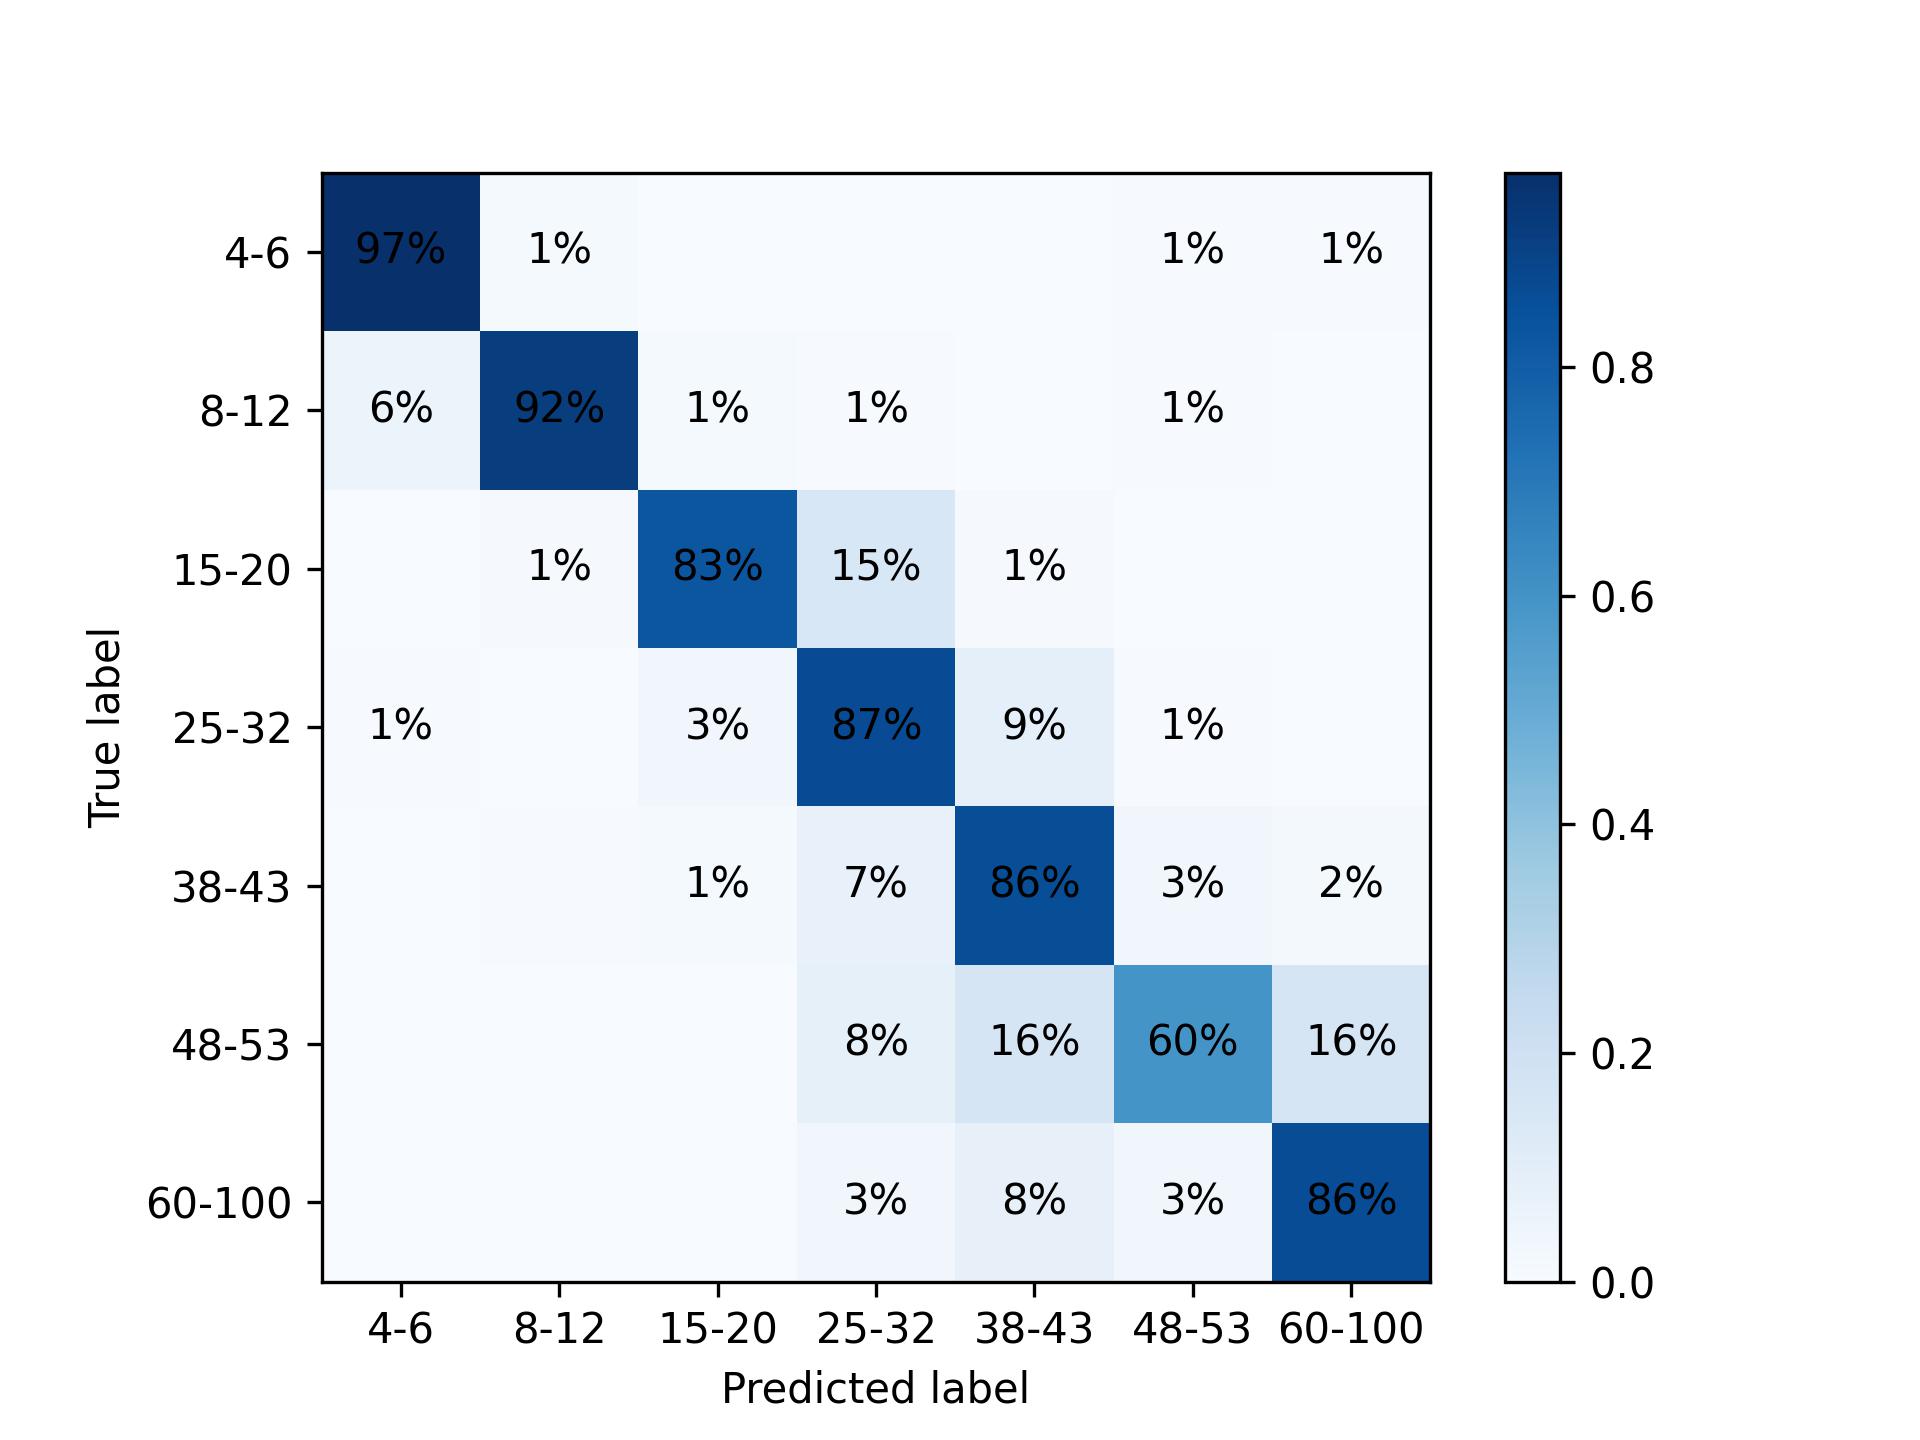 4-6 97% 1% 1% 1%
8-12 6% 92% 1% 1% 1%
15-20 1% 83% 15% 1%
25-32 1% 3% 87% 9% 1%
38-43 1% 7% 86% 3% 2%
48-53 8% 16% 60% 16%
60-100 3% 8% 3% 86%
4-6 8-12 15-20 25-32 38-43 48-53 60-100
Predicted label
True label
0.8
0.6
0.4
0.2
0.0